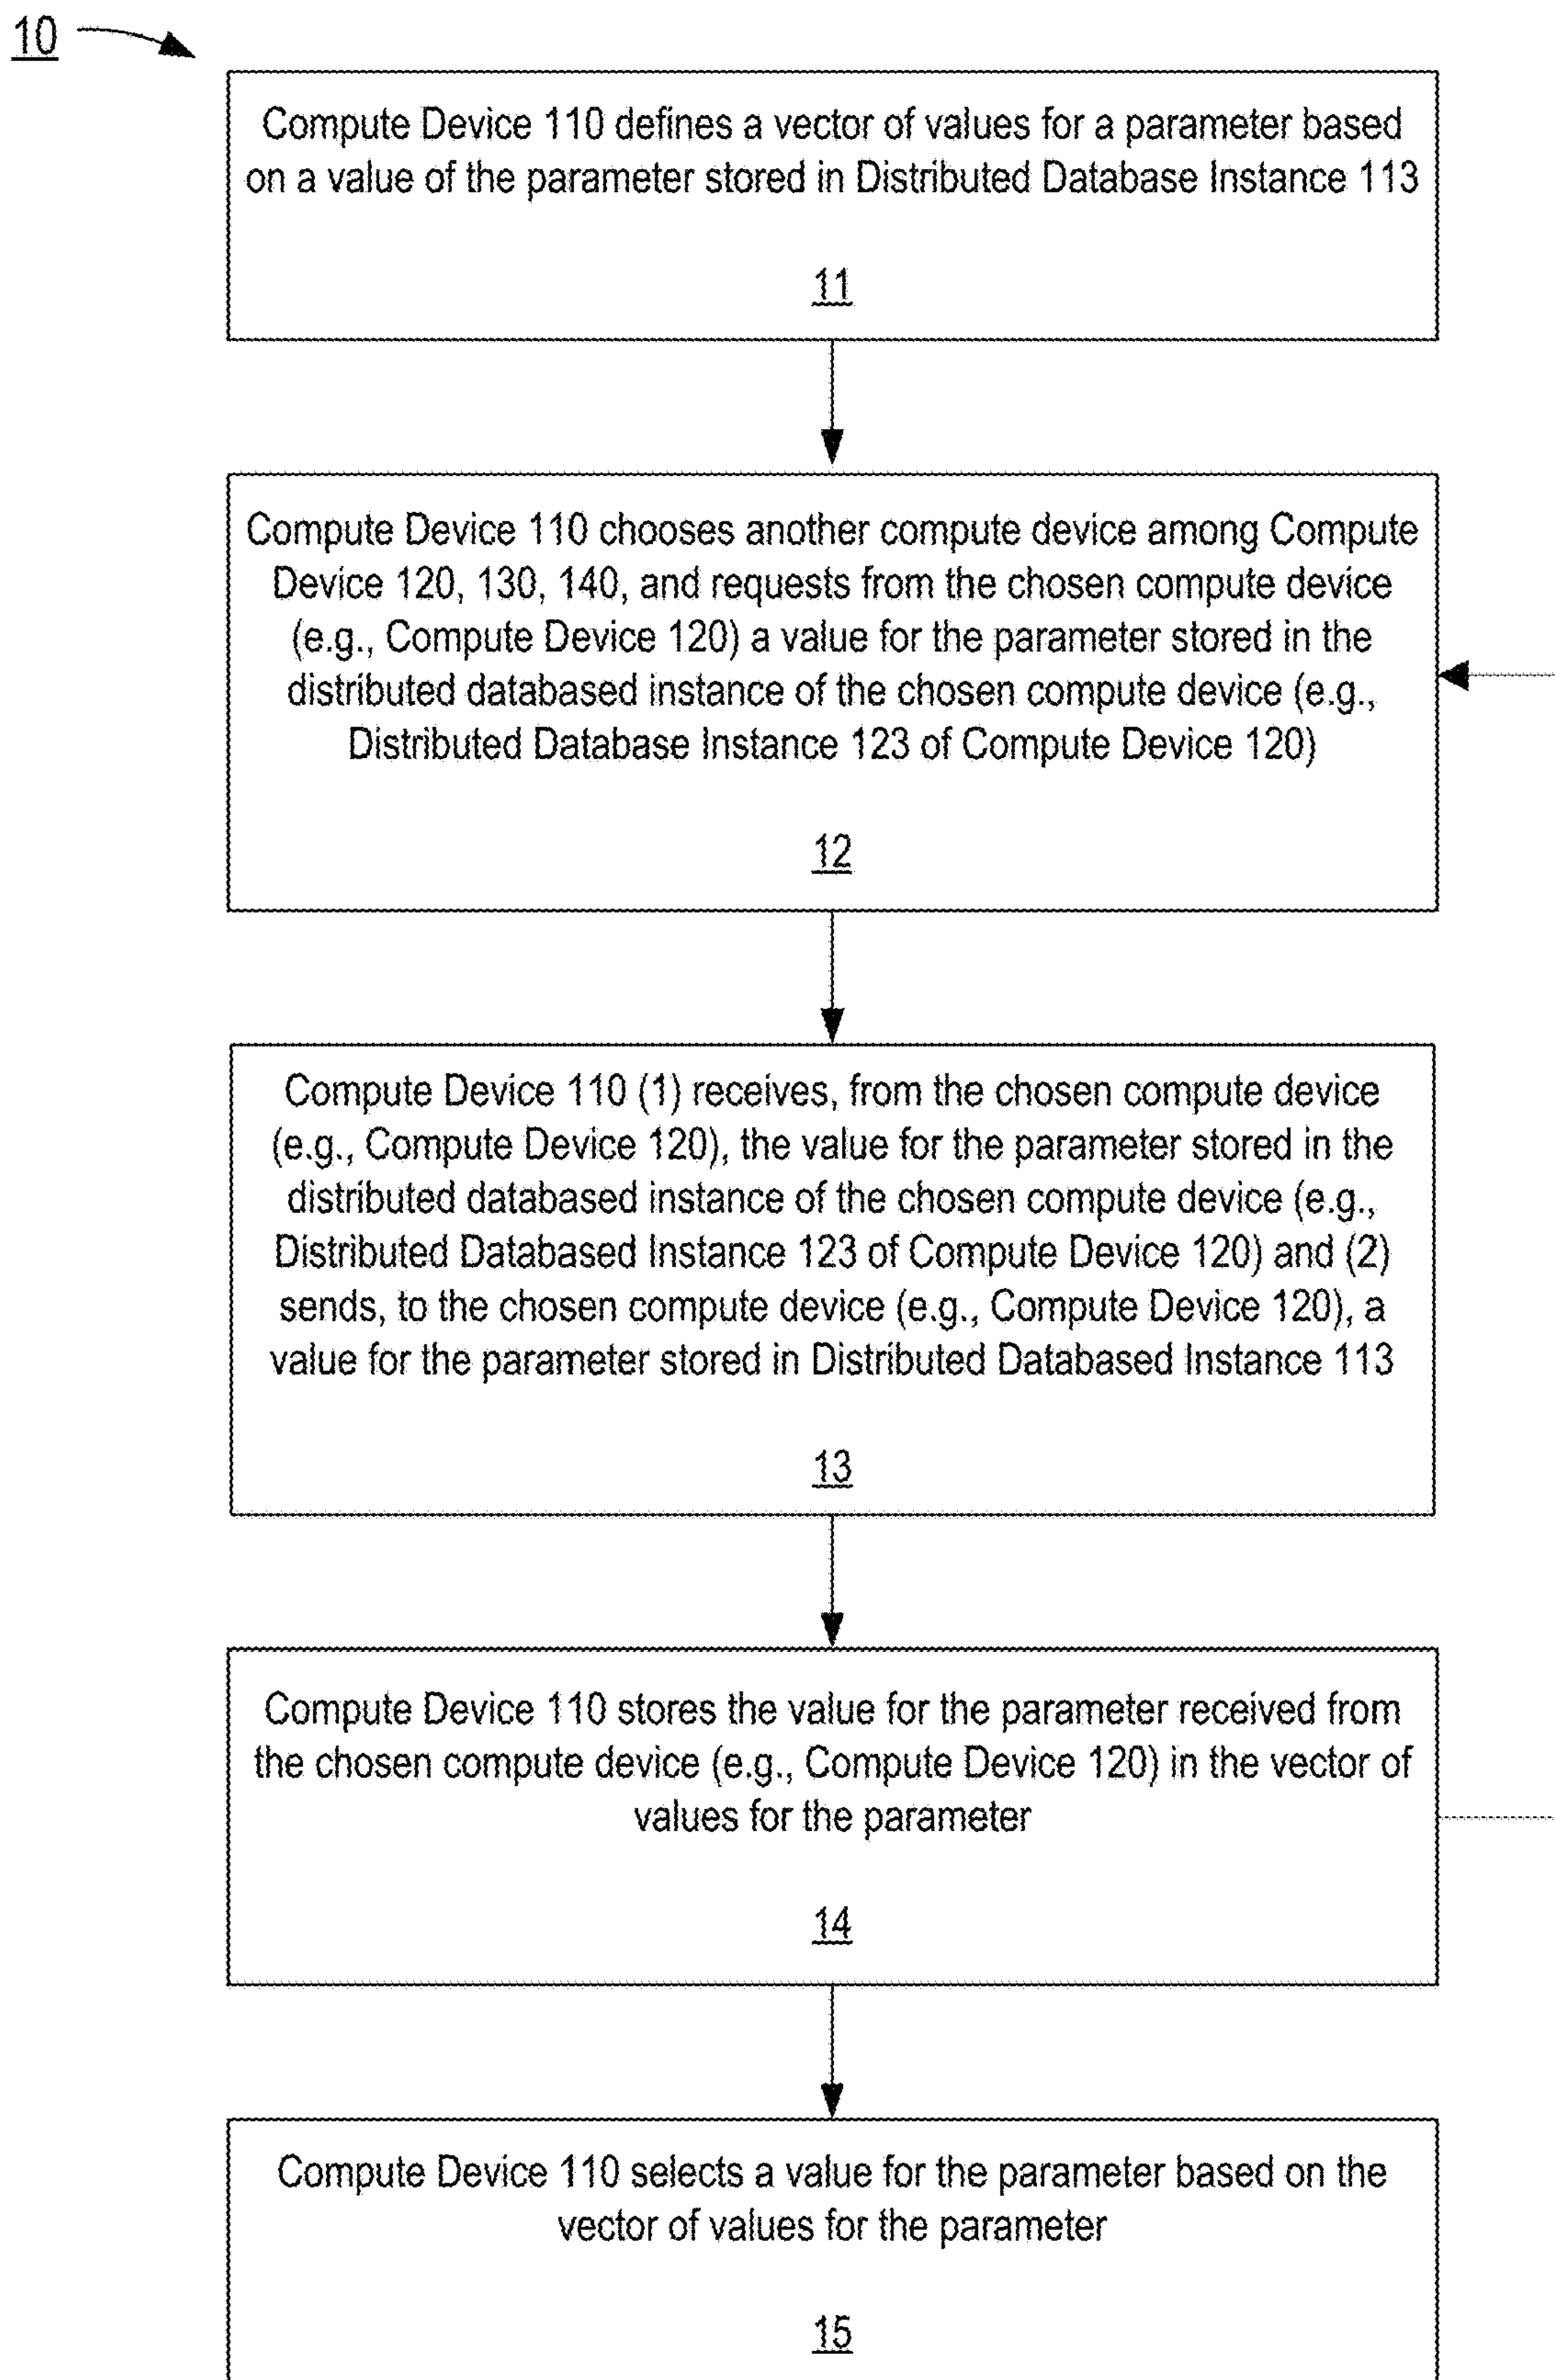 10
Compute Device 110 defines a vector of values for a parameter based
on a value of the parameter stored in Distributed Database Instance 113
11
Compute Device 110 chooses another compute device among Compute
Device 120, 130, 140, and requests from the chosen compute device
(e.g., Compute Device 120) a value for the parameter stored in the
distributed databased instance of the chosen compute device (e.g.,
Distributed Database Instance 123 of Compute Device 120)
12
Compute Device 110 (1) receives, from the chosen compute device
(e.g., Compute Device 120), the value for the parameter stored in the
distributed databased instance of the chosen compute device (e.g.,
Distributed Databased Instance 123 of Compute Device 120) and (2)
sends, to the chosen compute device (e.g., Compute Device 120), a
value for the parameter stored in Distributed Databased Instance 113
13
Compute Device 110 stores the value for the parameter received from
the chosen compute device (e.g., Compute Device 120) in the vector of
values for the parameter
14
Compute Device 110 selects a value for the parameter based on the
vector of values for the parameter
15